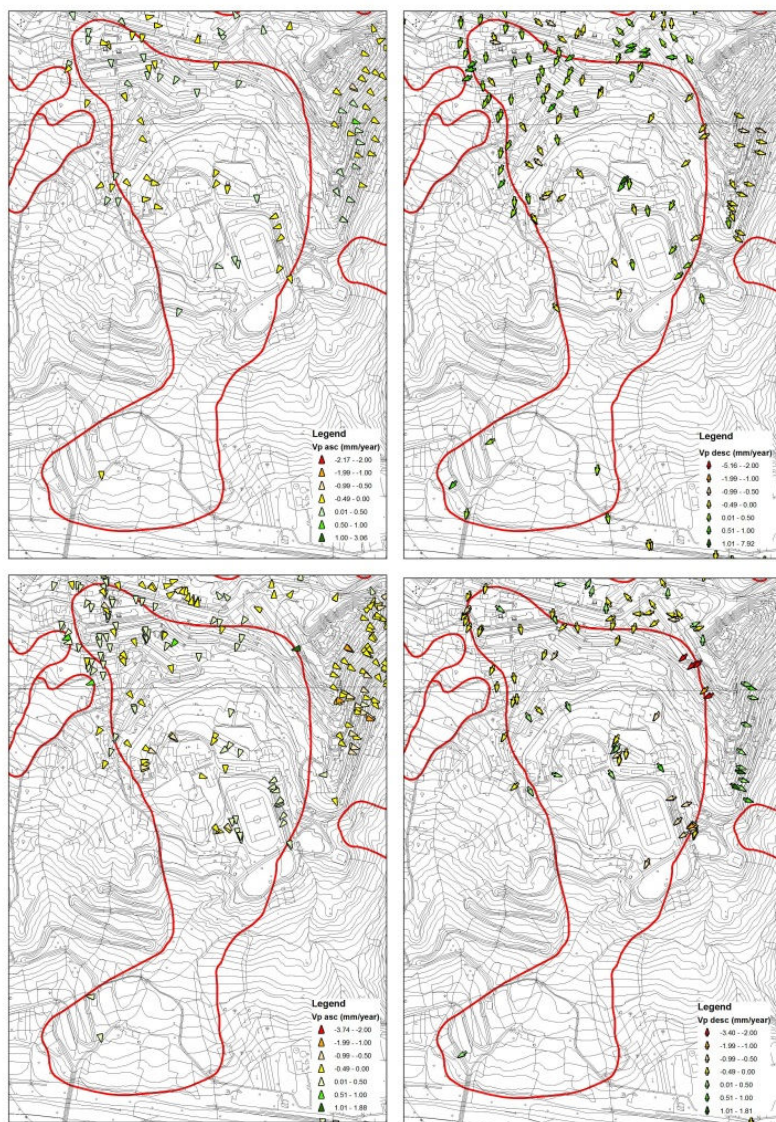 Legend
Vp asc (mm/year)
-2.17 - -2.00
-1.99 - -1.00
-0.99 - -0.50
-0.49 - 0.00
0.01 - 0.50
0.50 - 1.00
1.00 - 3.06
Legend
Vp desc (mm/year)
-5.16 - -2.00
-1.99 - -1.00
-0.99 - -0.50
-0.49 - 0.00
0.01 - 0.50
0.51 - 1.00
1.01 - 7.92
Legend
Vp asc (mm/year)
-3.74 - -2.00
-1.99 - -1.00
-0.99 - -0.50
-0.49 - 0.00
0.01 - 0.50
0.51 - 1.00
1.01 - 1.88
Legend
Vp desc (mm/year)
-3.40 - -2.00
-1.99 - -1.00
-0.99 - -0.50
-0.49 - 0.00
0.01 - 0.50
0.51 - 1.00
1.01 - 1.81